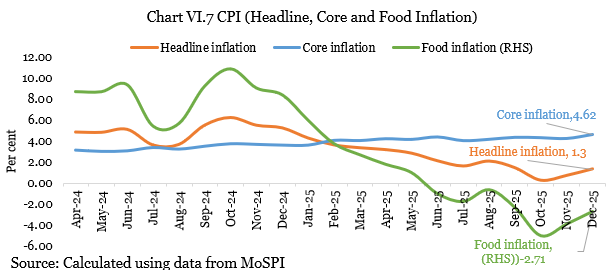 Chart VI.7 CPI (Headline, Core and Food Inflation)
Headline inflation
Core inflation
Food inflation (RHS)
Per cent
12.00
10.00
8.00
6.00
4.00
2.00
0.00
-2.00
-4.00
-6.00
Core inflation,4.62
Headline inflation, 1.3
Food inflation,
(RHS))-2.71
Apr-24
May-24
Jun-24
Jul-24
Aug-24
Sep-24
Oct-24
Nov-24
Dec-24
Jan-25
Feb-25
Mar-25
Apr-25
May-25
Jun-25
Jul-25
Aug-25
Sep-25
Oct-25
Nov-25
Dec-25
Source: Calculated using data from MoSPI